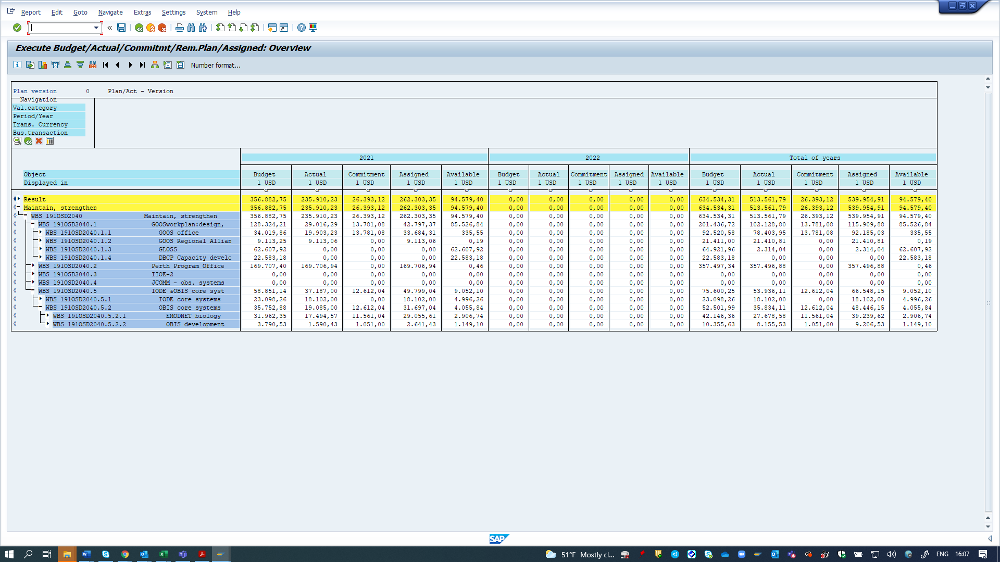 Report Edit Goto Navigate Extras Settings System Help
Execute Budget/Actual/Commitmt/Rem.Plan/Assigned: Overview
Number format...
Plan version 0 Plan/Act - Version
Navigation
Val.category
Period/Year
Trans. Currency
Bus.transaction
2021 2022 Total of years
Object Budget Actual Commitment Assigned Available Budget Actual Commitment Assigned Available Budget Actual Commitment Assigned Available
Displayed in 1 USD 1 USD 1 USD 1 USD 1 USD 1 USD 1 USD 1 USD 1 USD 1 USD 1 USD 1 USD 1 USD 1 USD 1 USD
Result 356.882,75 235.910,23 26.393,12 262.303,35 94.579,40 0,00 0,00 0,00 0,00 0,00 634.534,31 513.561,79 26.393,12 539.954,91 94.579,40
Maintain, strengthen 356.882,75 235.910,23 26.393,12 262.303,35 94.579,40 0,00 0,00 0,00 0,00 0,00 634.534,31 513.561,79 26.393,12 539.954,91 94.579,40
WBS 191OSD2040 Maintain, strengthen 356.882,75 235.910,23 26.393,12 262.303,35 94.579,40 0,00 0,00 0,00 0,00 0,00 634.534,31 513.561,79 26.393,12 539.954,91 94.579,40
WBS 191OSD2040.1 GOOSworkplan:design, 128.324,21 29.016,29 13.781,08 42.797,37 85.526,84 0,00 0,00 0,00 0,00 0,00 201.436,72 102.128,80 13.781,08 115.909,88 85.526,84
WBS 191OSD2040.1.1 GOOS office 34.019,86 19.903,23 13.781,08 33.684,31 335,55 0,00 0,00 0,00 0,00 0,00 92.520,58 78.403,95 13.781,08 92.185,03 335,55
WBS 191OSD2040.1.2 GOOS Regional Allian 9.113,25 9.113,06 0,00 9.113,06 0,19 0,00 0,00 0,00 0,00 0,00 21.411,00 21.410,81 0,00 21.410,81 0,19
WBS 191OSD2040.1.3 GLOSS 62.607,92 0,00 0,00 0,00 62.607,92 0,00 0,00 0,00 0,00 0,00 64.921,96 2.314,04 0,00 2.314,04 62.607,92
WBS 191OSD2040.1.4 DBCP Capacity develo 22.583,18 0,00 0,00 0,00 22.583,18 0,00 0,00 0,00 0,00 0,00 22.583,18 0,00 0,00 0,00 22.583,18
WBS 191OSD2040.2 Perth Program Office 169.707,40 169.706,94 0,00 169.706,94 0,46 0,00 0,00 0,00 0,00 0,00 357.497,34 357.496,88 0,00 357.496,88 0,46
WBS 191OSD2040.3 IIOE-2 0,00 0,00 0,00 0,00 0,00 0,00 0,00 0,00 0,00 0,00 0,00 0,00 0,00 0,00 0,00
WBS 191OSD2040.4 JCOMM - obs. systems 0,00 0,00 0,00 0,00 0,00 0,00 0,00 0,00 0,00 0,00 0,00 0,00 0,00 0,00 0,00
WBS 191OSD2040.5 IODE &OBIS core syst 58.851,14 37.187,00 12.612,04 49.799,04 9.052,10 0,00 0,00 0,00 0,00 0,00 75.600,25 53.936,11 12.612,04 66.548,15 9.052,10
WBS 191OSD2040.5.1 IODE core systems 23.098,26 18.102,00 0,00 18.102,00 4.996,26 0,00 0,00 0,00 0,00 0,00 23.098,26 18.102,00 0,00 18.102,00 4.996,26
WBS 191OSD2040.5.2 OBIS core systems 35.752,88 19.085,00 12.612,04 31.697,04 4.055,84 0,00 0,00 0,00 0,00 0,00 52.501,99 35.834,11 12.612,04 48.446,15 4.055,84
WBS 191OSD2040.5.2.1 EMODNET biology 31.962,35 17.494,57 11.561,04 29.055,61 2.906,74 0,00 0,00 0,00 0,00 0,00 42.146,36 27.678,58 11.561,04 39.239,62 2.906,74
WBS 191OSD2040.5.2.2 OBIS development 3.790,53 1.590,43 1.051,00 2.641,43 1.149,10 0,00 0,00 0,00 0,00 0,00 10.355,63 8.155,53 1.051,00 9.206,53 1.149,10
SAP
51°F Mostly cl... ENG 16:07